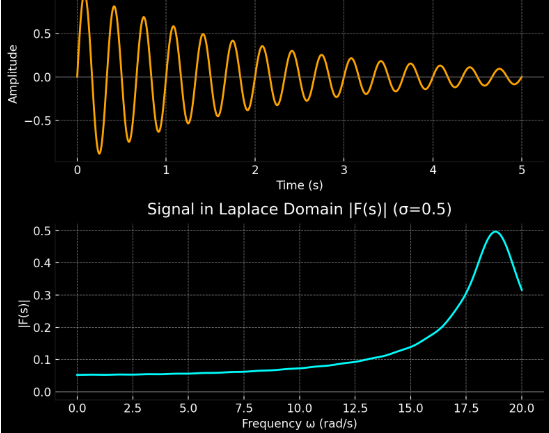 0.5
0.0
−0.5
Amplitude
0 1 2 3 4 5
Time (s)
Signal in Laplace Domain |F(s)| (σ=0.5)
0.5
0.4
0.3
0.2
0.1
0.0
|F(s)|
0.0 2.5 5.0 7.5 10.0 12.5 15.0 17.5 20.0
Frequency ω (rad/s)